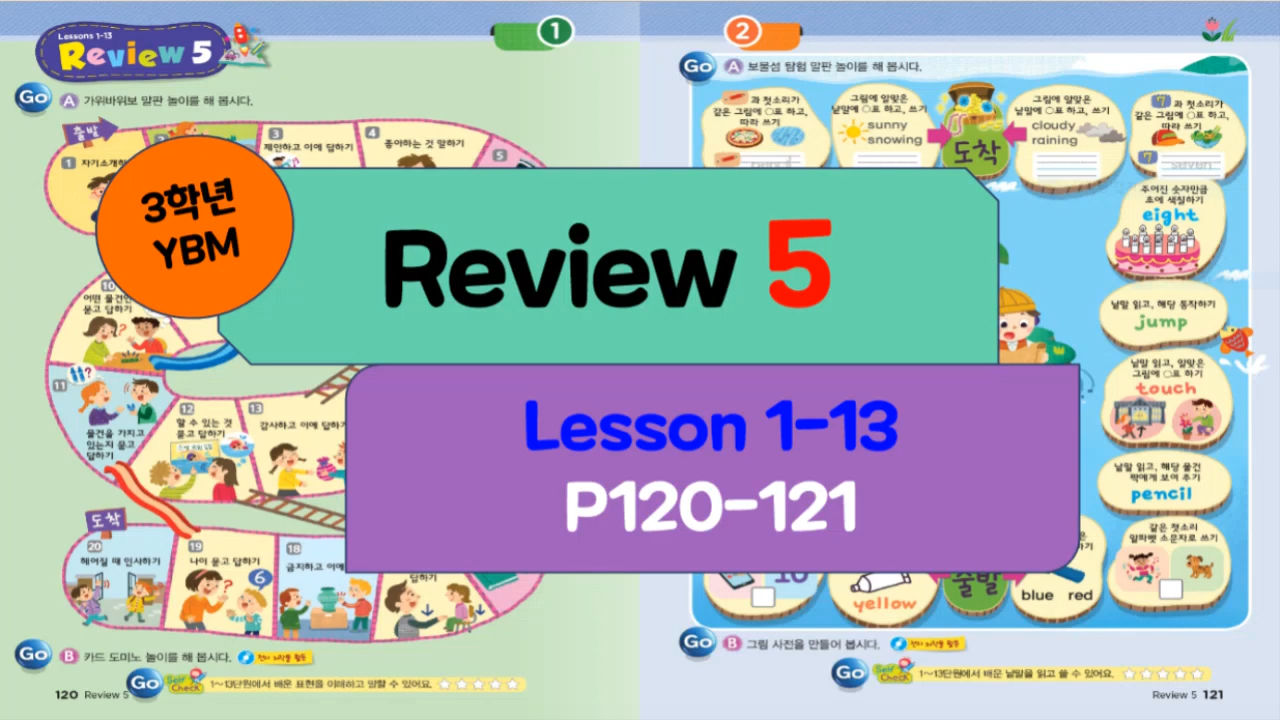 Lessons 1-13
Review 5
1
Go A 가위바위보 말판 놀이를 해 봅시다.
출발
1 자기소개하
3 제안하고 이에 답하기
4 좋아하는 것 말하기
5
3학년
YBM
Review 5
Lesson 1-13
P120-121
10
어떤 물건인
묻고 답하기
11
물건을 가지고
있는지 묻고
답하기
12
할 수 있는 것
묻고 답하기
13
감사하고 이에 답하기
도착
20
헤어질 때 인사하기
19
나이 묻고 답하기
6
18
금지하고 이에
답하기
Go B 카드 도미노 놀이를 해 봅시다.
Go Self Check 1~13단원에서 배운 표현을 이해하고 말할 수 있어요.
120 Review 5
2
Go A 보물섬 탐험 말판 놀이를 해 봅시다.
과 첫소리가
같은 그림에 ○표 하고,
따라 쓰기
그림에 알맞은
낱말에 ○표 하고, 쓰기
sunny
snowing
도착
그림에 알맞은
낱말에 ○표 하고, 쓰기
cloudy
raining
7 과 첫소리가
같은 그림에 ○표 하고,
따라 쓰기
7 seven
주어진 숫자만큼
초에 색칠하기
eight
낱말 읽고, 해당 동작하기
jump
낱말 읽고, 알맞은
그림에 ○표 하기
touch
낱말 읽고, 해당 물건
짝에게 보여 주기
pencil
같은 첫소리
알파벳 소문자로 쓰기
10
yellow
출발
blue red
Go B 그림 사전을 만들어 봅시다.
Go Self Check 1~13단원에서 배운 낱말을 읽고 쓸 수 있어요.
Review 5 121